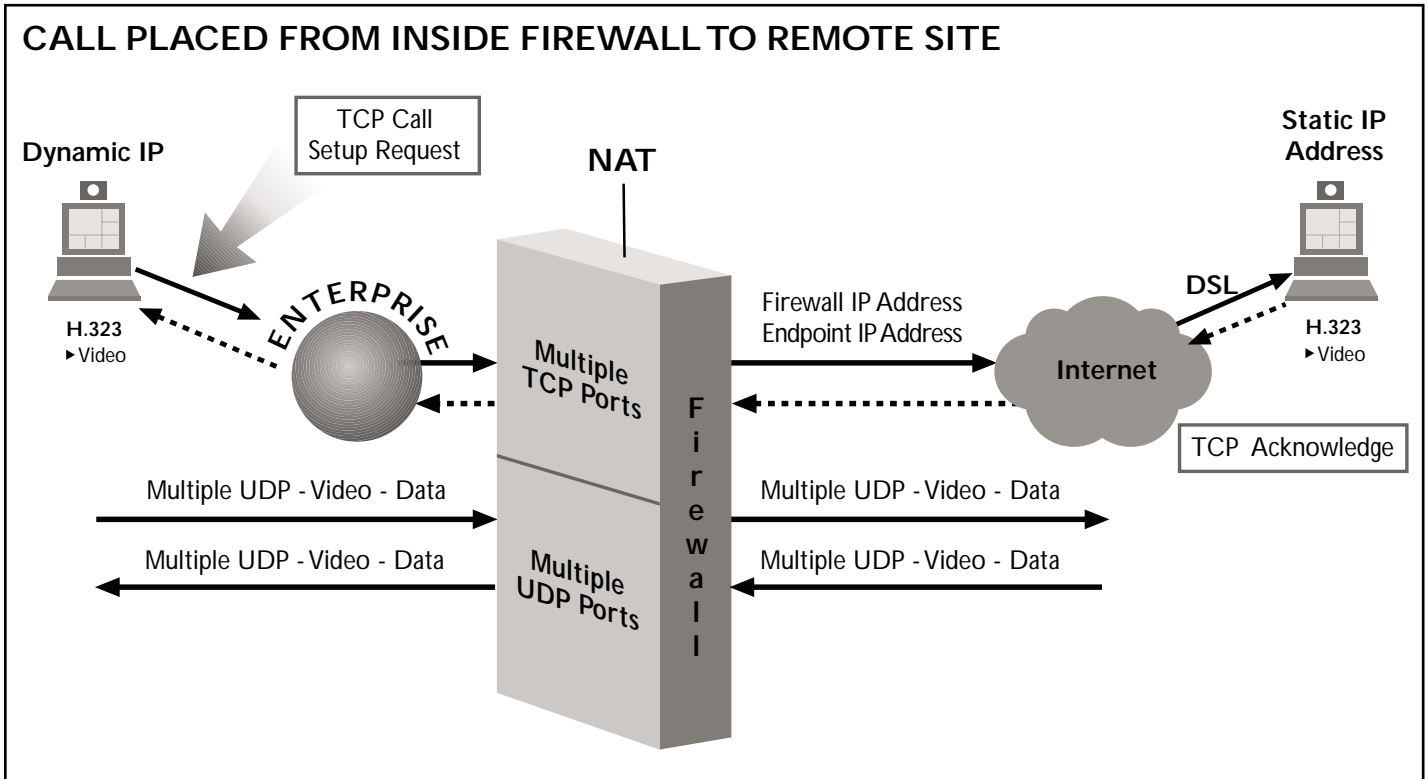 CALL PLACED FROM INSIDE FIREWALL TO REMOTE SITE
TCP Call
Setup Request
Dynamic IP
NAT
Static IP
Address
H.323
▸Video
ENTERPRISE
Multiple
TCP Ports
Firewall IP Address
Endpoint IP Address
DSL
Internet
H.323
▸Video
TCP Acknowledge
Firewall
Multiple UDP - Video - Data
Multiple UDP - Video - Data
Multiple UDP - Video - Data
Multiple UDP - Video - Data
Multiple
UDP Ports